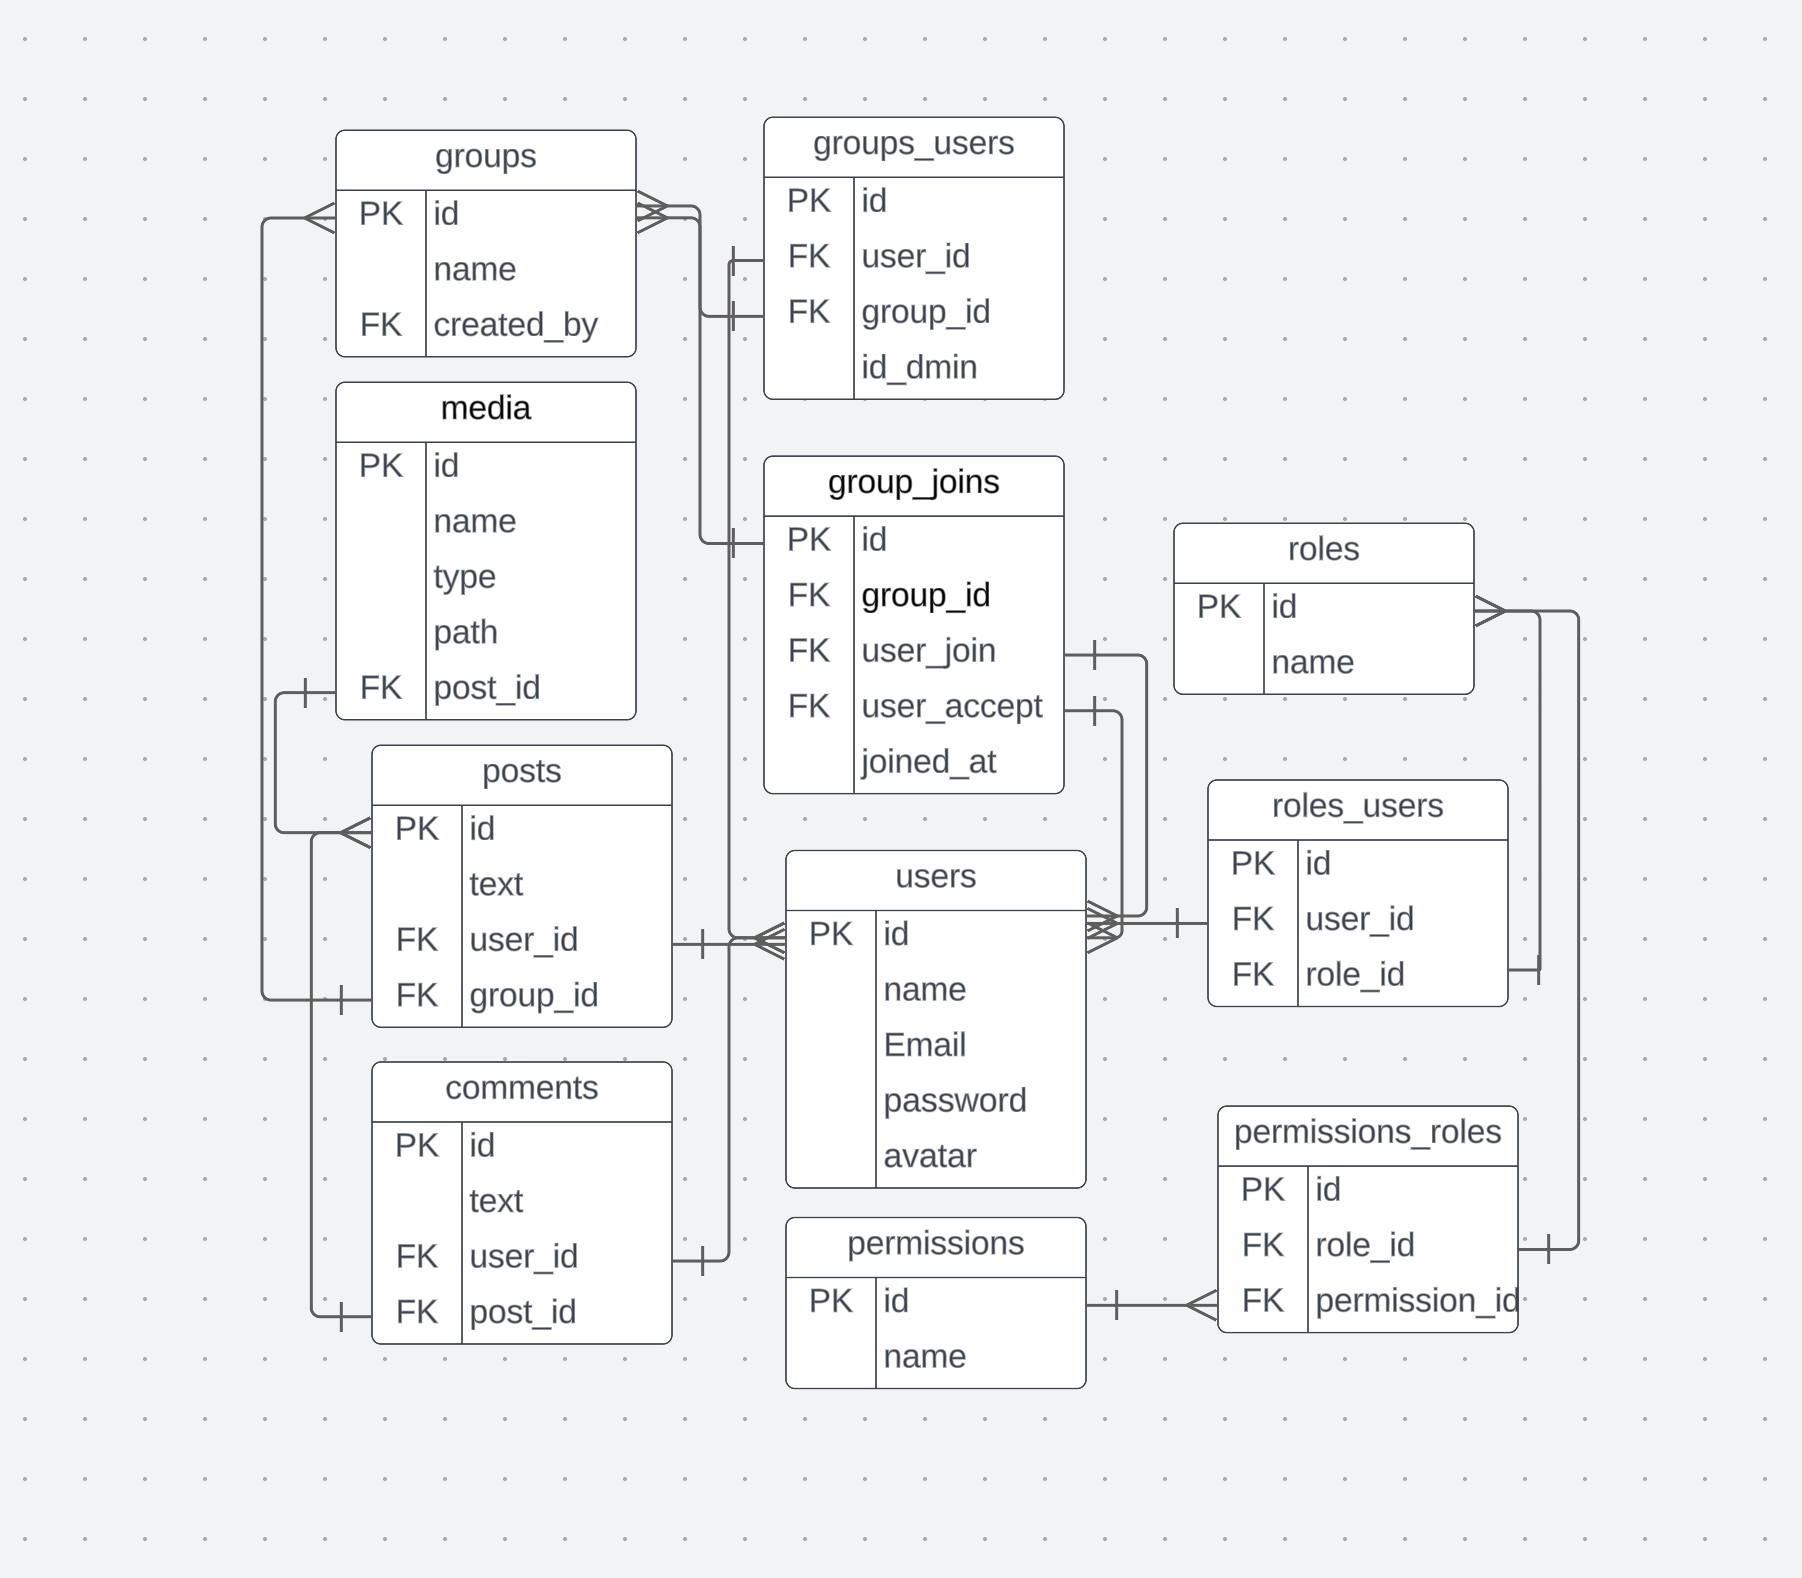 groups
PK id
name
FK created_by
groups_users
PK id
FK user_id
FK group_id
id_dmin
media
PK id
name
type
path
FK post_id
group_joins
PK id
FK group_id
FK user_join
FK user_accept
joined_at
roles
PK id
name
posts
PK id
text
FK user_id
FK group_id
users
PK id
name
Email
password
avatar
roles_users
PK id
FK user_id
FK role_id
comments
PK id
text
FK user_id
FK post_id
permissions
PK id
name
permissions_roles
PK id
FK role_id
FK permission_id